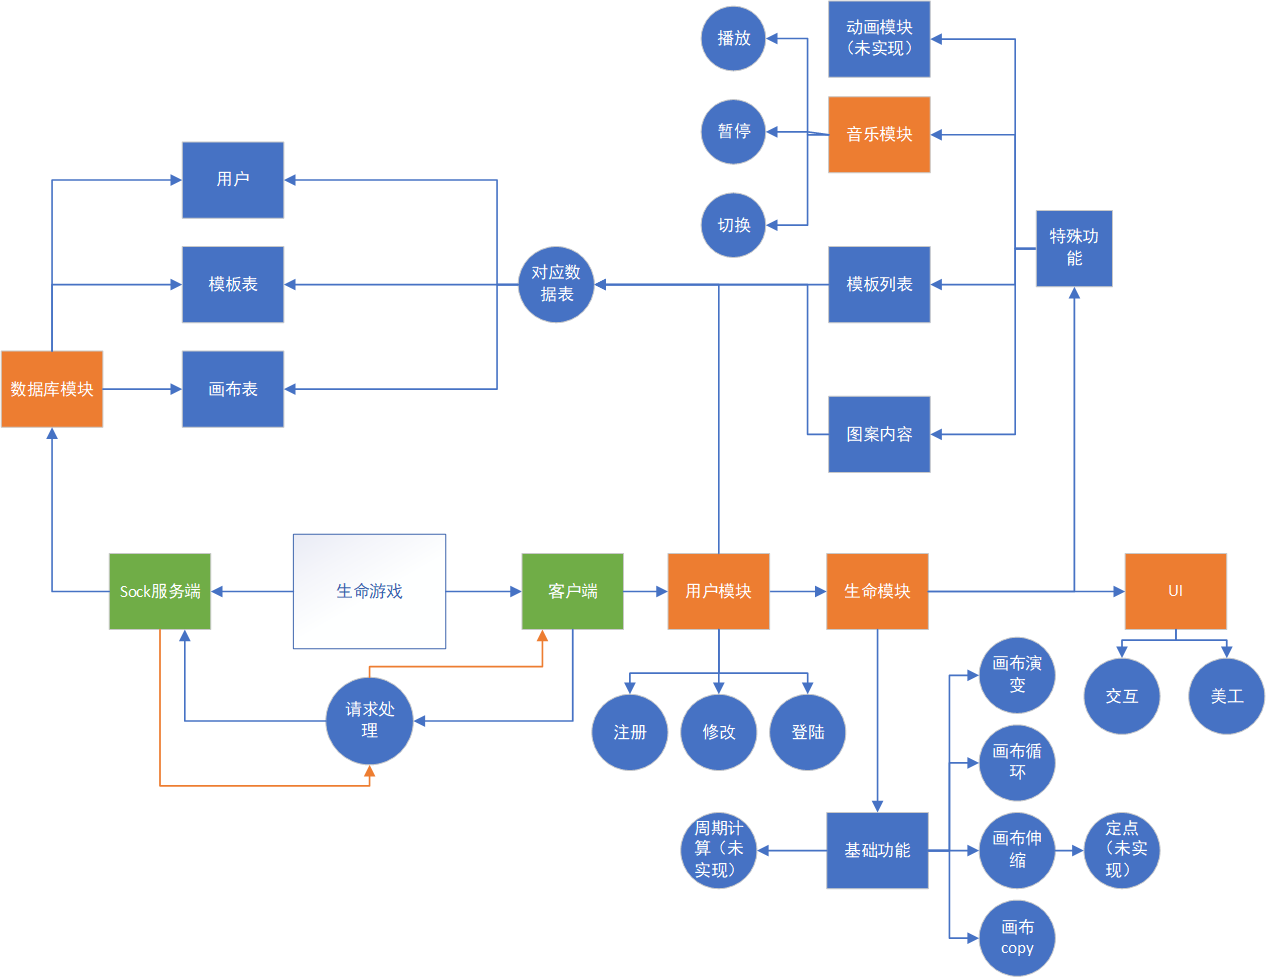 播放
动画模块
（未实现）
暂停
音乐模块
用户
切换
特殊功
能
对应数
据表
模板表
模板列表
数据库模块
画布表
图案内容
Sock服务端
生命游戏
客户端
用户模块
生命模块
UI
画布演
变
请求处
理
注册
修改
登陆
交互
美工
画布循
环
周期计
算（未
实现）
基础功能
画布伸
缩
定点
（未实
现）
画布
copy